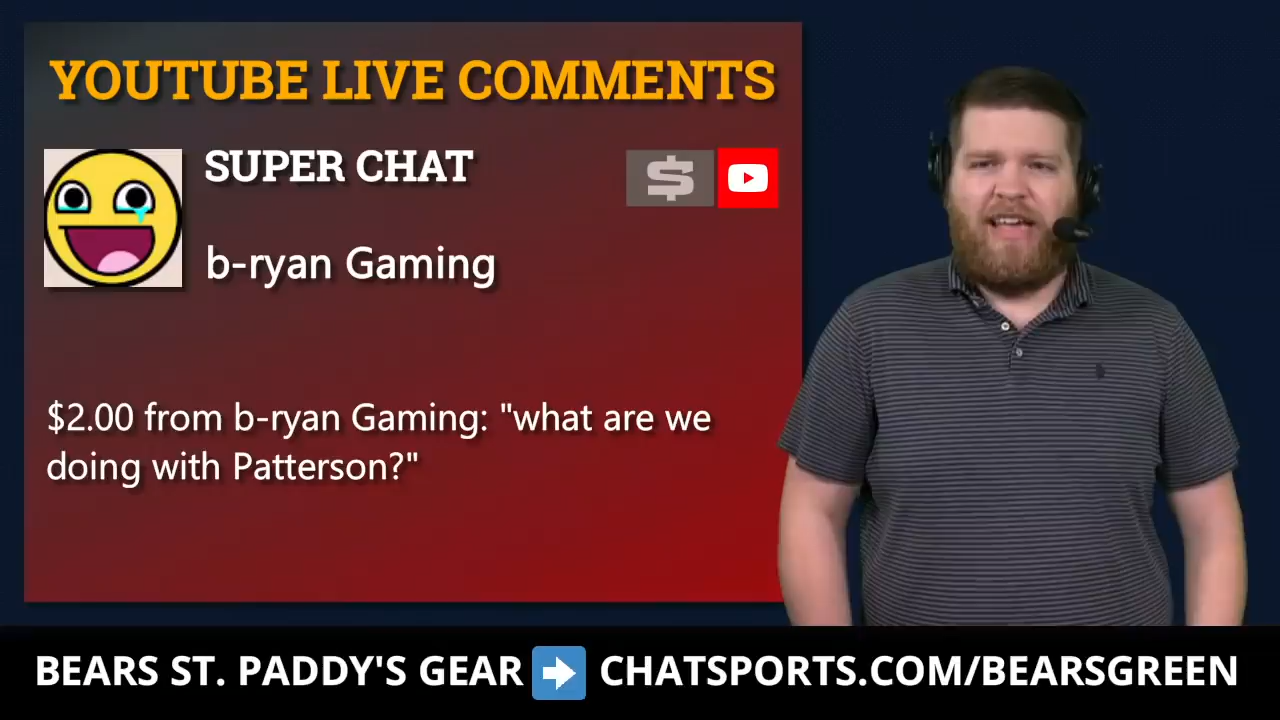 YOUTUBE LIVE COMMENTS
SUPER CHAT
b-ryan Gaming
$2.00 from b-ryan Gaming: "what are we
doing with Patterson?"
BEARS ST. PADDY'S GEAR ➡ CHATSPORTS.COM/BEARSGREEN